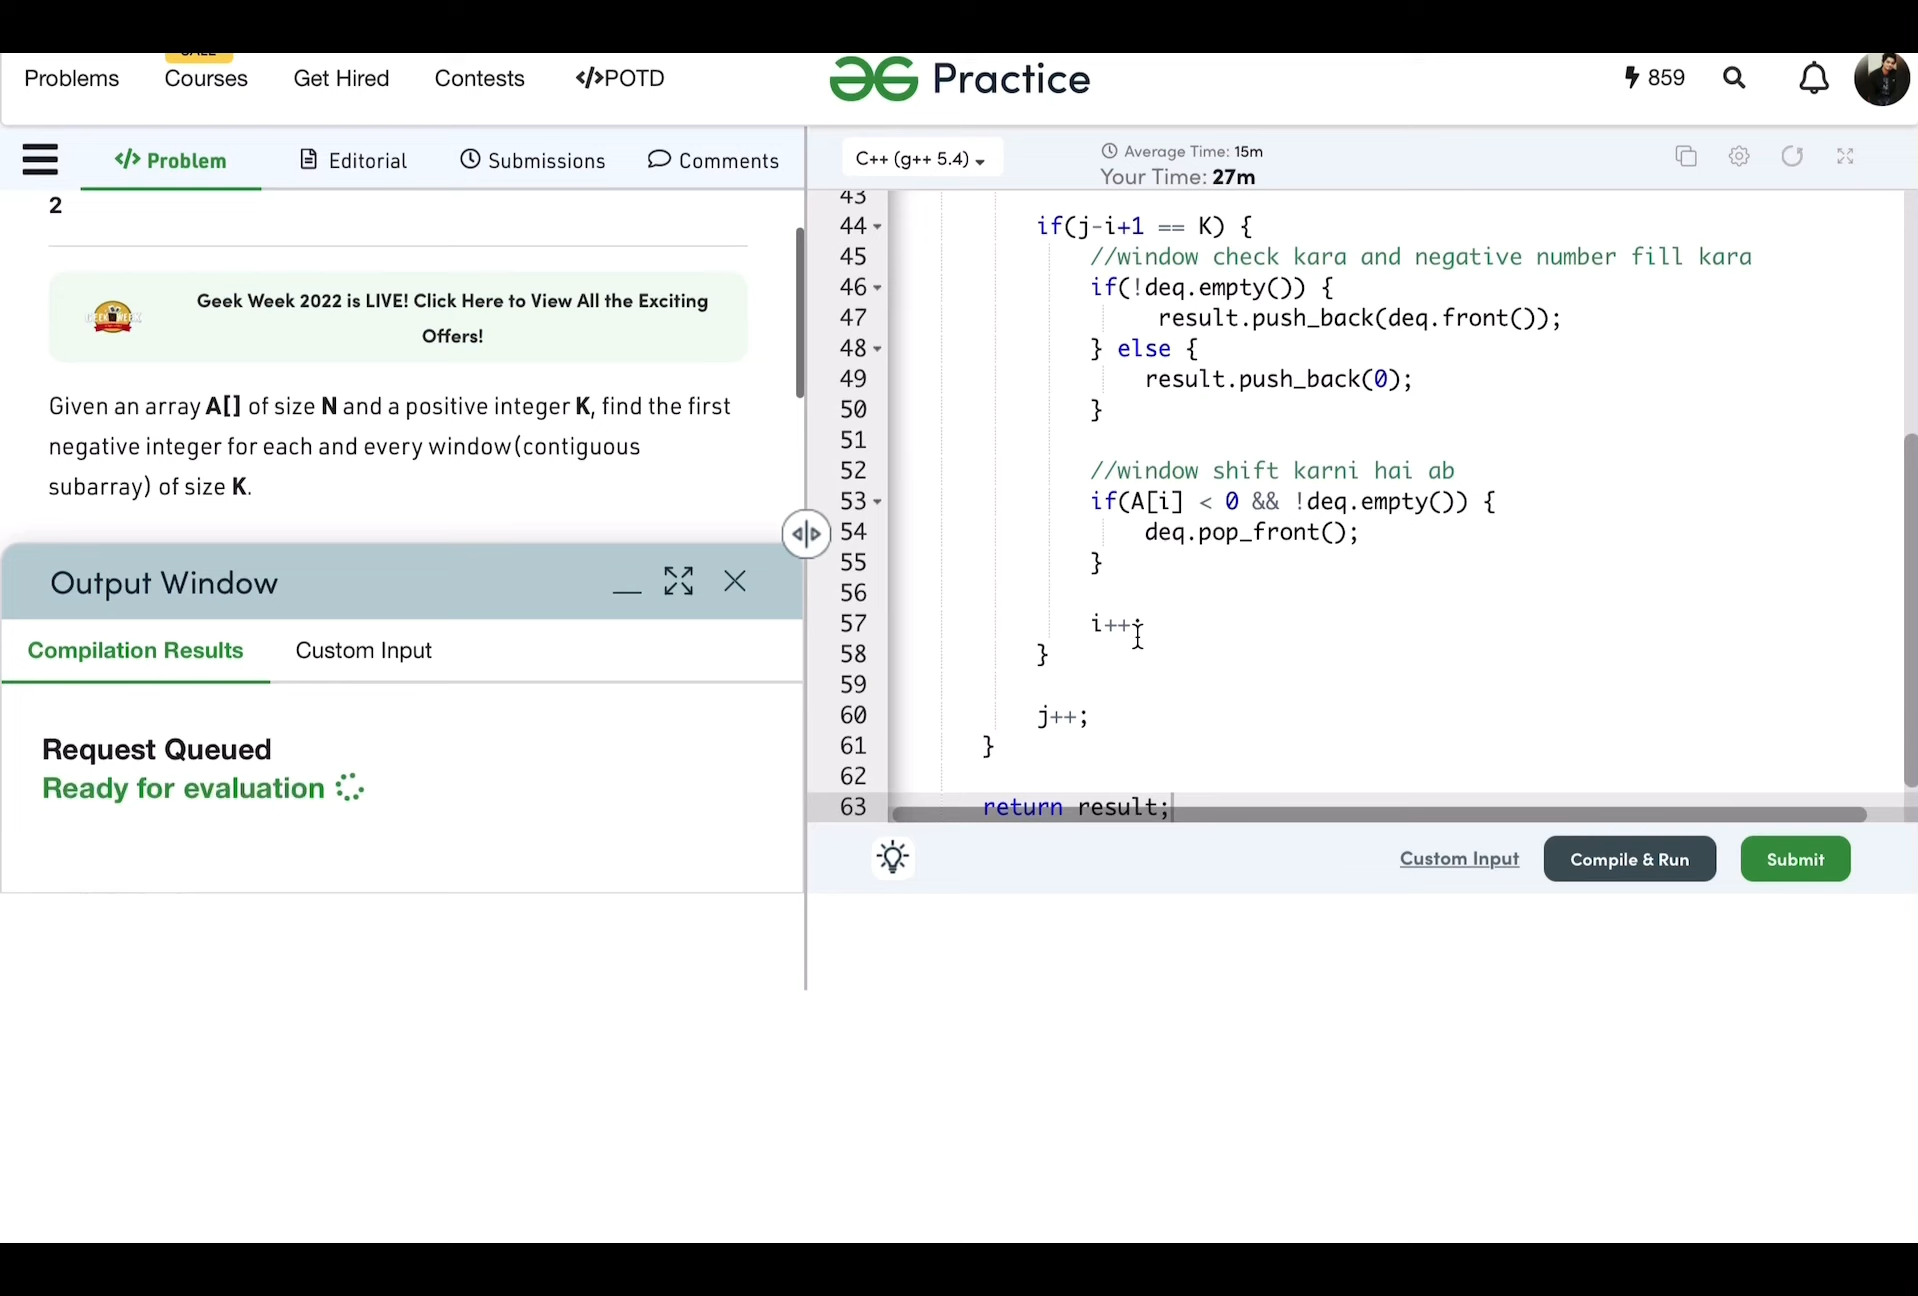 SALE
Problems Courses Get Hired Contests </>POTD
Practice
859
</> Problem Editorial Submissions Comments
C++ (g++ 5.4)
Average Time: 15m
Your Time: 27m
2
Geek Week 2022 is LIVE! Click Here to View All the Exciting
Offers!
Given an array A[] of size N and a positive integer K, find the first
negative integer for each and every window(contiguous
subarray) of size K.
Output Window
Compilation Results Custom Input
Request Queued
Ready for evaluation
43
44 if(j-i+1 == K) {
45 //window check kara and negative number fill kara
46 if(!deq.empty()) {
47 result.push_back(deq.front());
48 } else {
49 result.push_back(0);
50 }
51
52 //window shift karni hai ab
53 if(A[i] < 0 && !deq.empty()) {
54 deq.pop_front();
55 }
56
57 i++;
58 }
59
60 j++;
61 }
62
63 return result;
Custom Input Compile & Run Submit